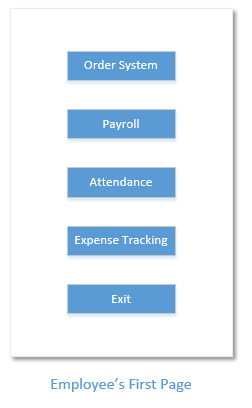 Order System
Payroll
Attendance
Expense Tracking
Exit
Employee’s First Page